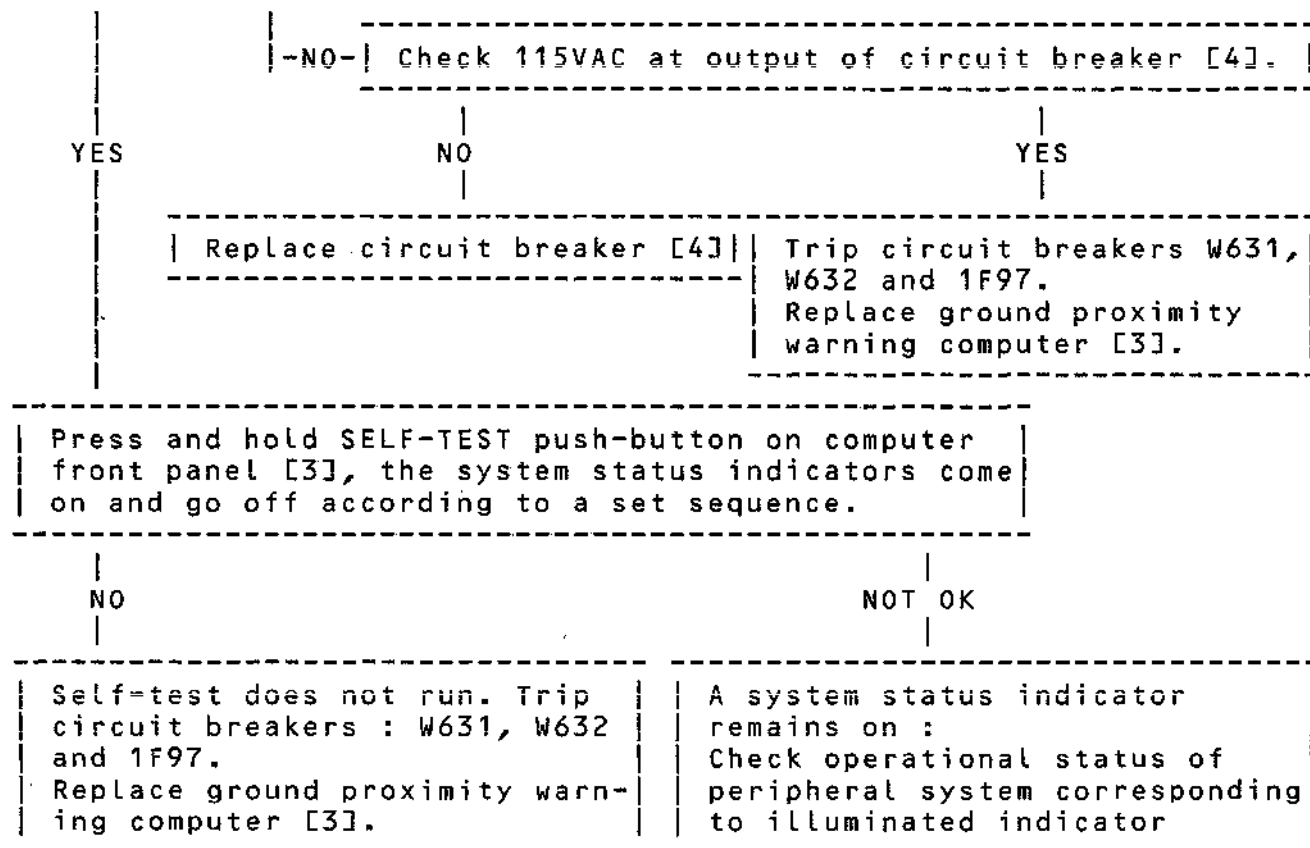 -NO- Check 115VAC at output of circuit breaker [4].
YES NO YES
Replace circuit breaker [4]
Trip circuit breakers W631,
W632 and 1F97.
Replace ground proximity
warning computer [3].
Press and hold SELF-TEST push-button on computer
front panel [3], the system status indicators come
on and go off according to a set sequence.
NO NOT OK
Self-test does not run. Trip
circuit breakers : W631, W632
and 1F97.
Replace ground proximity warn-
ing computer [3].
A system status indicator
remains on :
Check operational status of
peripheral system corresponding
to illuminated indicator